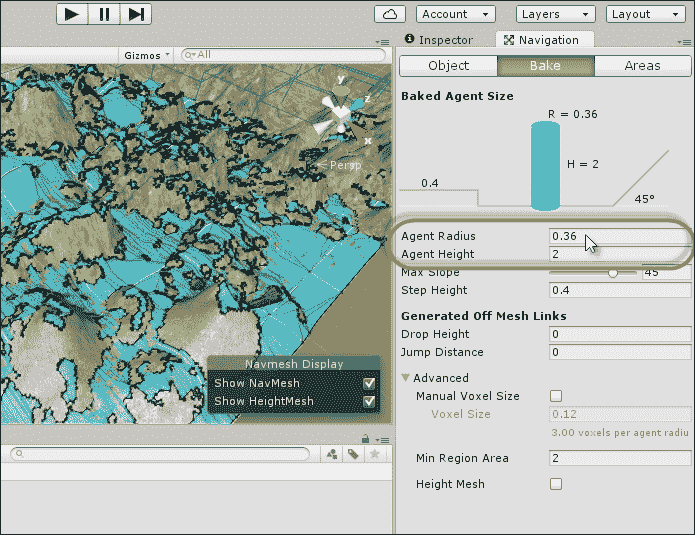 Account
Layers
Layout
Gizmos
All
Inspector
Navigation
Object
Bake
Areas
Baked Agent Size
R = 0.36
H = 2
0.4
45°
y
z
x
Persp
Agent Radius 0.36
Agent Height 2
Max Slope 45
Step Height 0.4
Generated Off Mesh Links
Drop Height 0
Jump Distance 0
Advanced
Manual Voxel Size
Voxel Size 0.12
3.00 voxels per agent radiu
Min Region Area 2
Height Mesh
Navmesh Display
Show NavMesh
Show HeightMesh